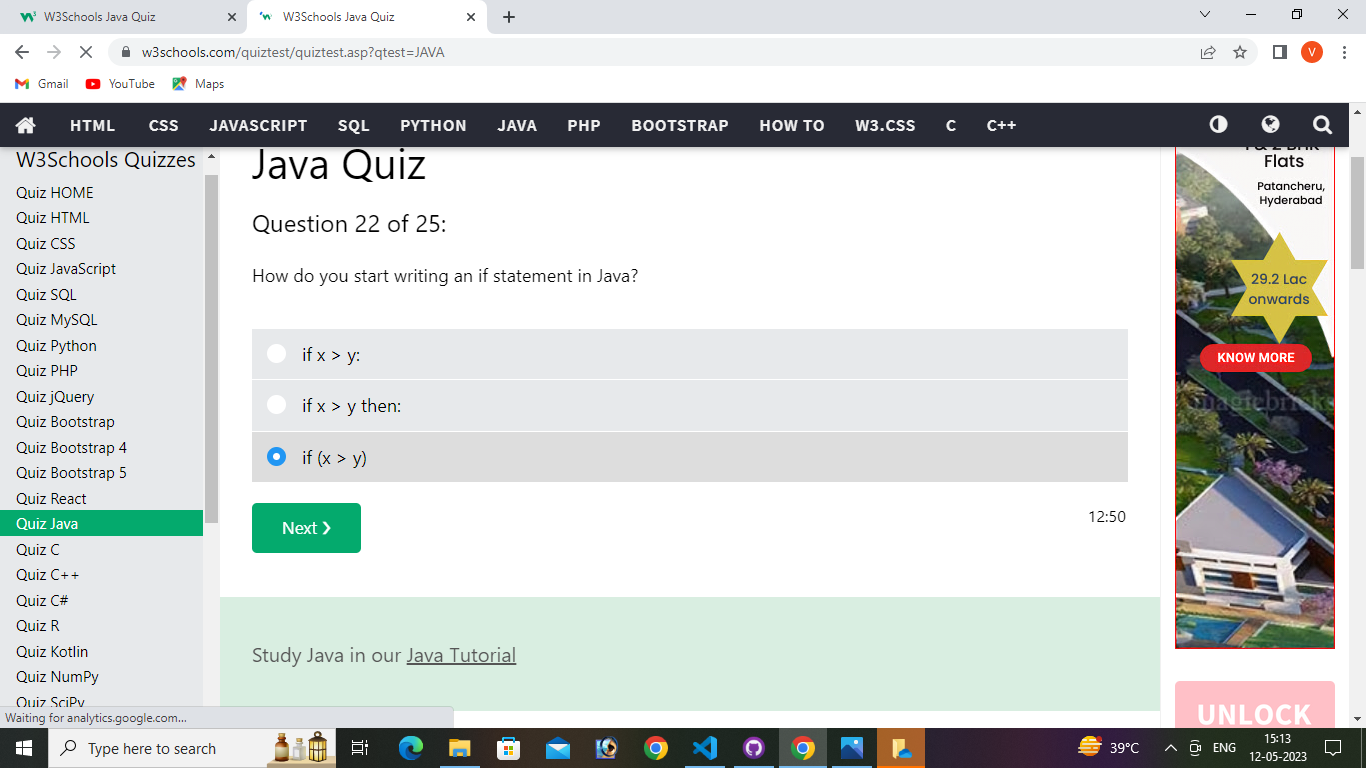 W3Schools Java Quiz
W3Schools Java Quiz
w3schools.com/quiztest/quiztest.asp?qtest=JAVA
V
Gmail
YouTube
Maps
HTML CSS JAVASCRIPT SQL PYTHON JAVA PHP BOOTSTRAP HOW TO W3.CSS C C++
W3Schools Quizzes
Quiz HOME
Quiz HTML
Quiz CSS
Quiz JavaScript
Quiz SQL
Quiz MySQL
Quiz Python
Quiz PHP
Quiz jQuery
Quiz Bootstrap
Quiz Bootstrap 4
Quiz Bootstrap 5
Quiz React
Quiz Java
Quiz C
Quiz C++
Quiz C#
Quiz R
Quiz Kotlin
Quiz NumPy
Quiz SciPy
Java Quiz
Question 22 of 25:
How do you start writing an if statement in Java?
if x > y:
if x > y then:
if (x > y)
Next ❯
12:50
Study Java in our Java Tutorial
1 & 2 BHK
Flats
Patancheru,
Hyderabad
29.2 Lac
onwards
KNOW MORE
magicbricks
UNLOCK
Waiting for analytics.google.com...
Type here to search
39°C
ENG
15:13
12-05-2023